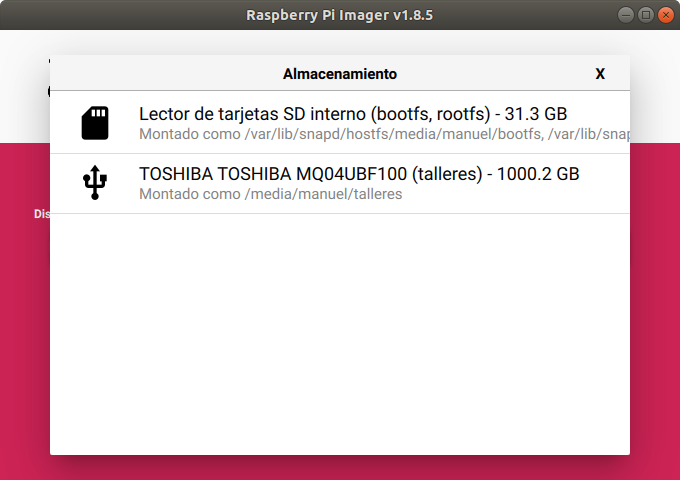 Raspberry Pi Imager v1.8.5
Almacenamiento X
Lector de tarjetas SD interno (bootfs, rootfs) - 31.3 GB
Montado como /var/lib/snapd/hostfs/media/manuel/bootfs, /var/lib/snap
TOSHIBA TOSHIBA MQ04UBF100 (talleres) - 1000.2 GB
Montado como /media/manuel/talleres
Dis